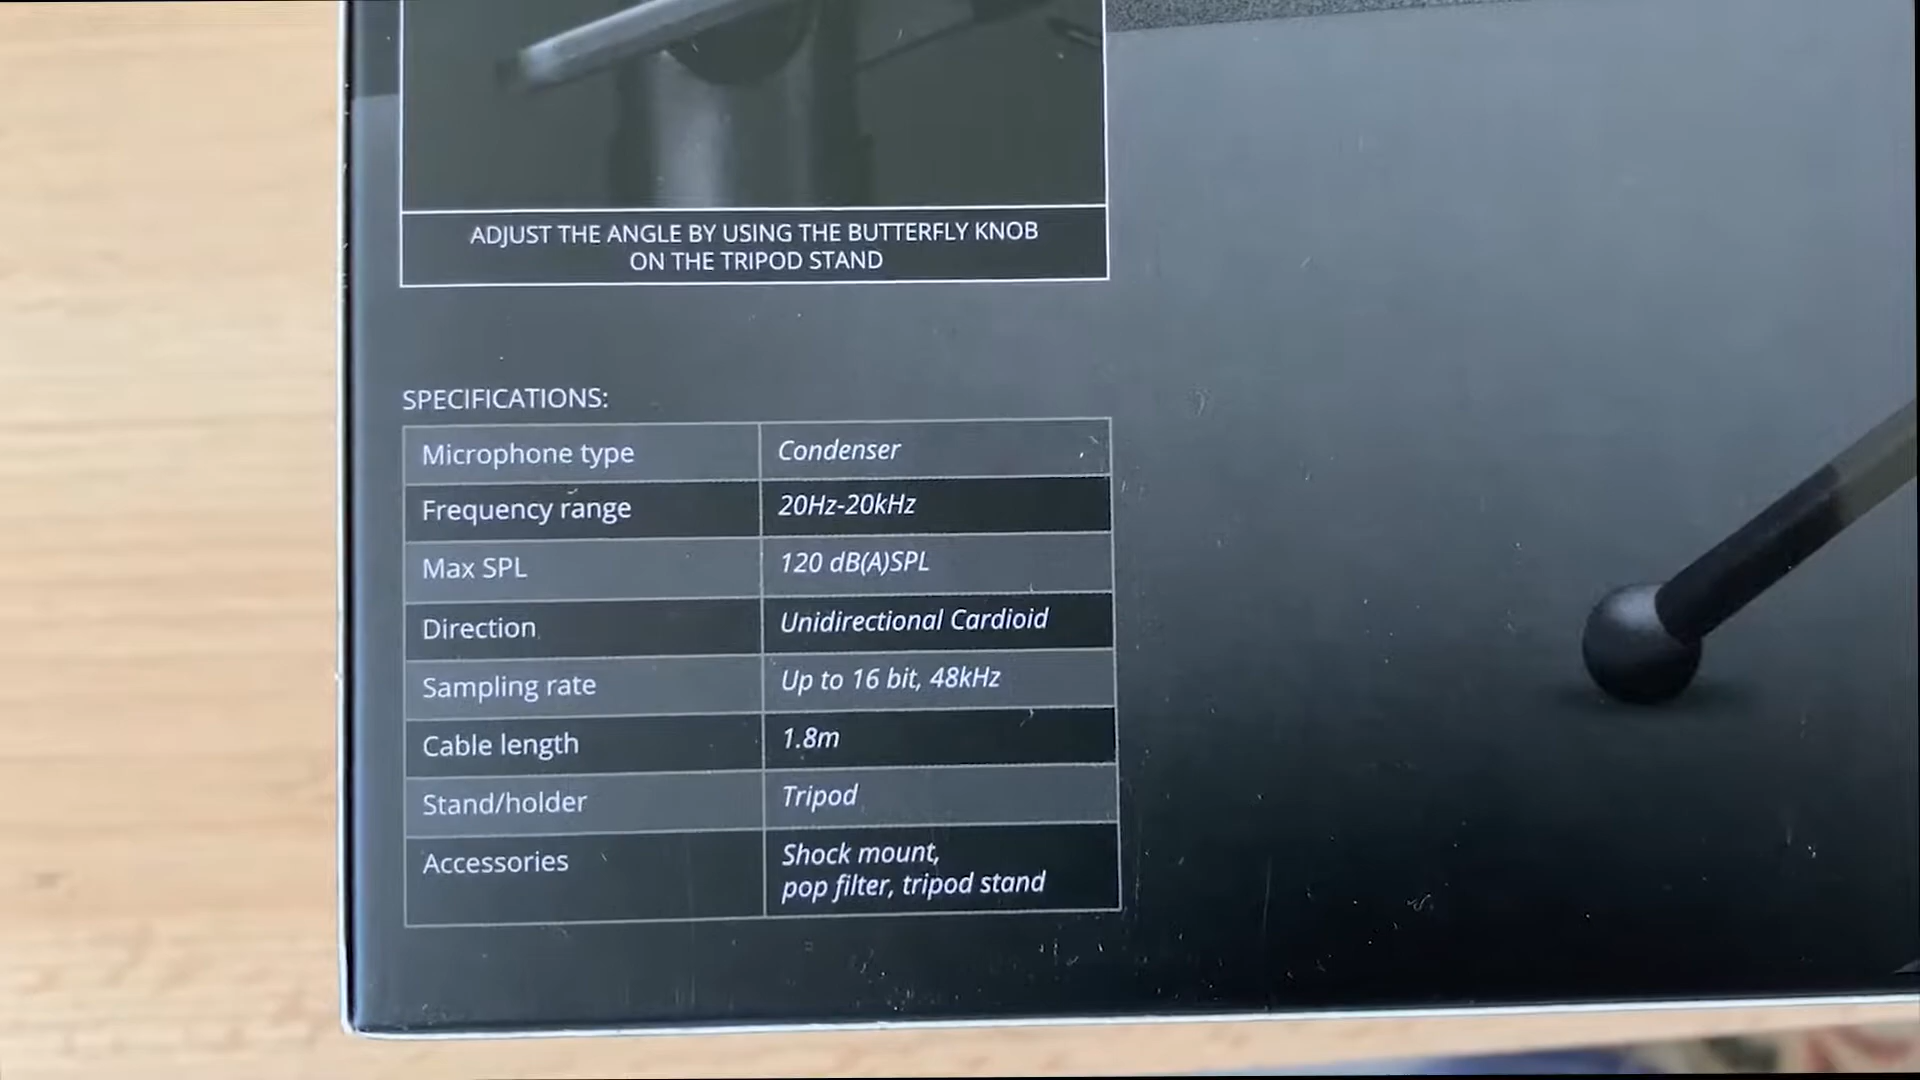 ADJUST THE ANGLE BY USING THE BUTTERFLY KNOB
ON THE TRIPOD STAND
SPECIFICATIONS:
Microphone type Condenser
Frequency range 20Hz-20kHz
Max SPL 120 dB(A)SPL
Direction Unidirectional Cardioid
Sampling rate Up to 16 bit, 48kHz
Cable length 1.8m
Stand/holder Tripod
Accessories Shock mount,
pop filter, tripod stand